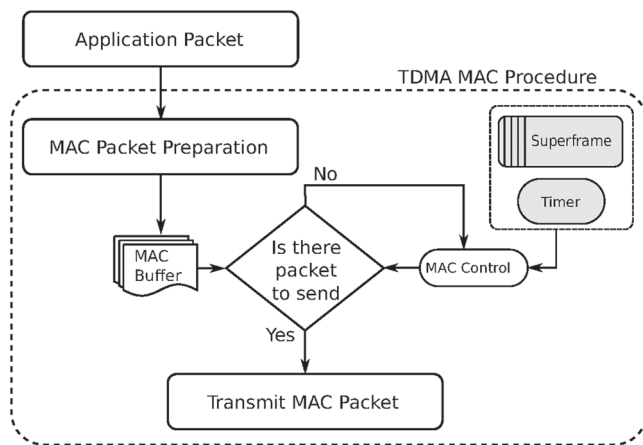 Application Packet
TDMA MAC Procedure
MAC Packet Preparation
Superframe
Timer
No
MAC
Buffer
Is there
packet
to send
MAC Control
Yes
Transmit MAC Packet